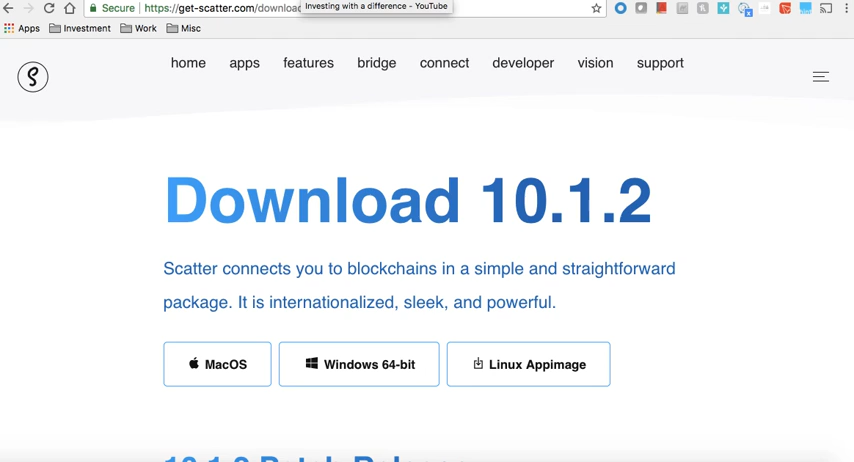 Investing with a difference - YouTube
Secure https://get-scatter.com/download
Apps Investment Work Misc
home apps features bridge connect developer vision support
Download 10.1.2
Scatter connects you to blockchains in a simple and straightforward
package. It is internationalized, sleek, and powerful.
MacOS Windows 64-bit Linux Appimage